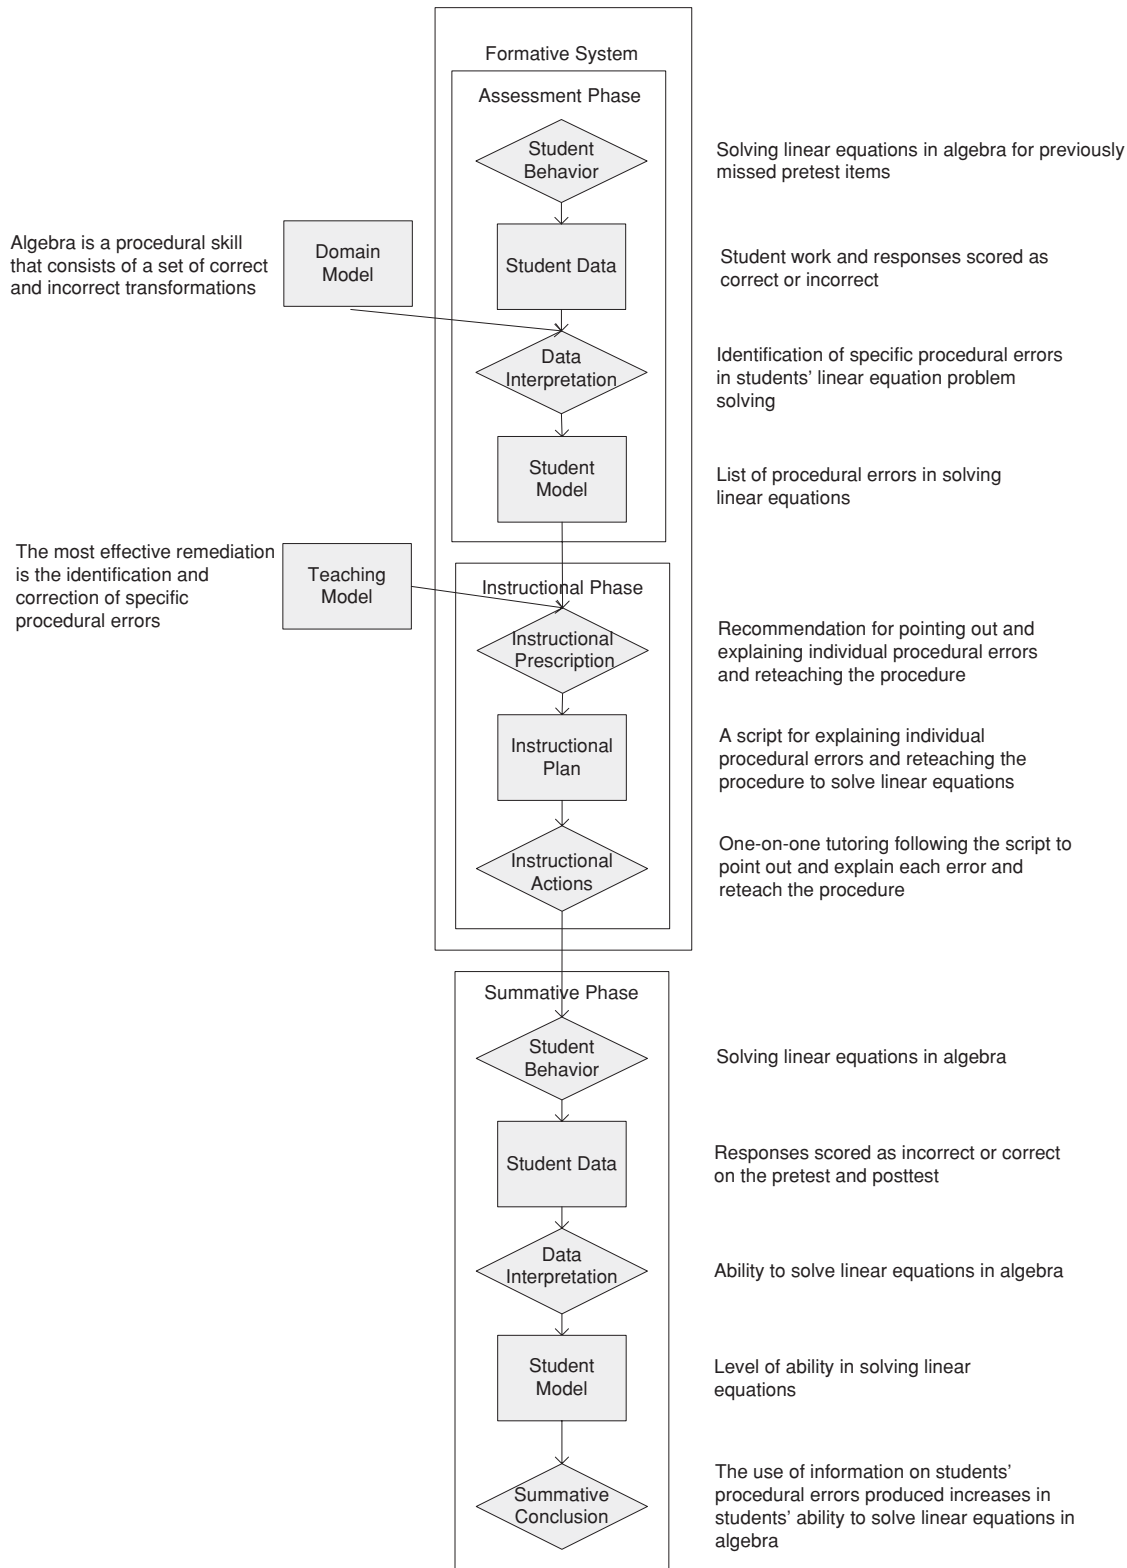 Formative System
Assessment Phase
Student
Behavior
Solving linear equations in algebra for previously
missed pretest items
Algebra is a procedural skill
that consists of a set of correct
and incorrect transformations
Domain
Model
Student Data
Student work and responses scored as
correct or incorrect
Data
Interpretation
Identification of specific procedural errors
in students’ linear equation problem
solving
Student
Model
List of procedural errors in solving
linear equations
The most effective remediation
is the identification and
correction of specific
procedural errors
Teaching
Model
Instructional Phase
Instructional
Prescription
Recommendation for pointing out and
explaining individual procedural errors
and reteaching the procedure
Instructional
Plan
A script for explaining individual
procedural errors and reteaching the
procedure to solve linear equations
Instructional
Actions
One-on-one tutoring following the script to
point out and explain each error and
reteach the procedure
Summative Phase
Student
Behavior
Solving linear equations in algebra
Student Data
Responses scored as incorrect or correct
on the pretest and posttest
Data
Interpretation
Ability to solve linear equations in algebra
Student
Model
Level of ability in solving linear
equations
Summative
Conclusion
The use of information on students’
procedural errors produced increases in
students’ ability to solve linear equations in
algebra